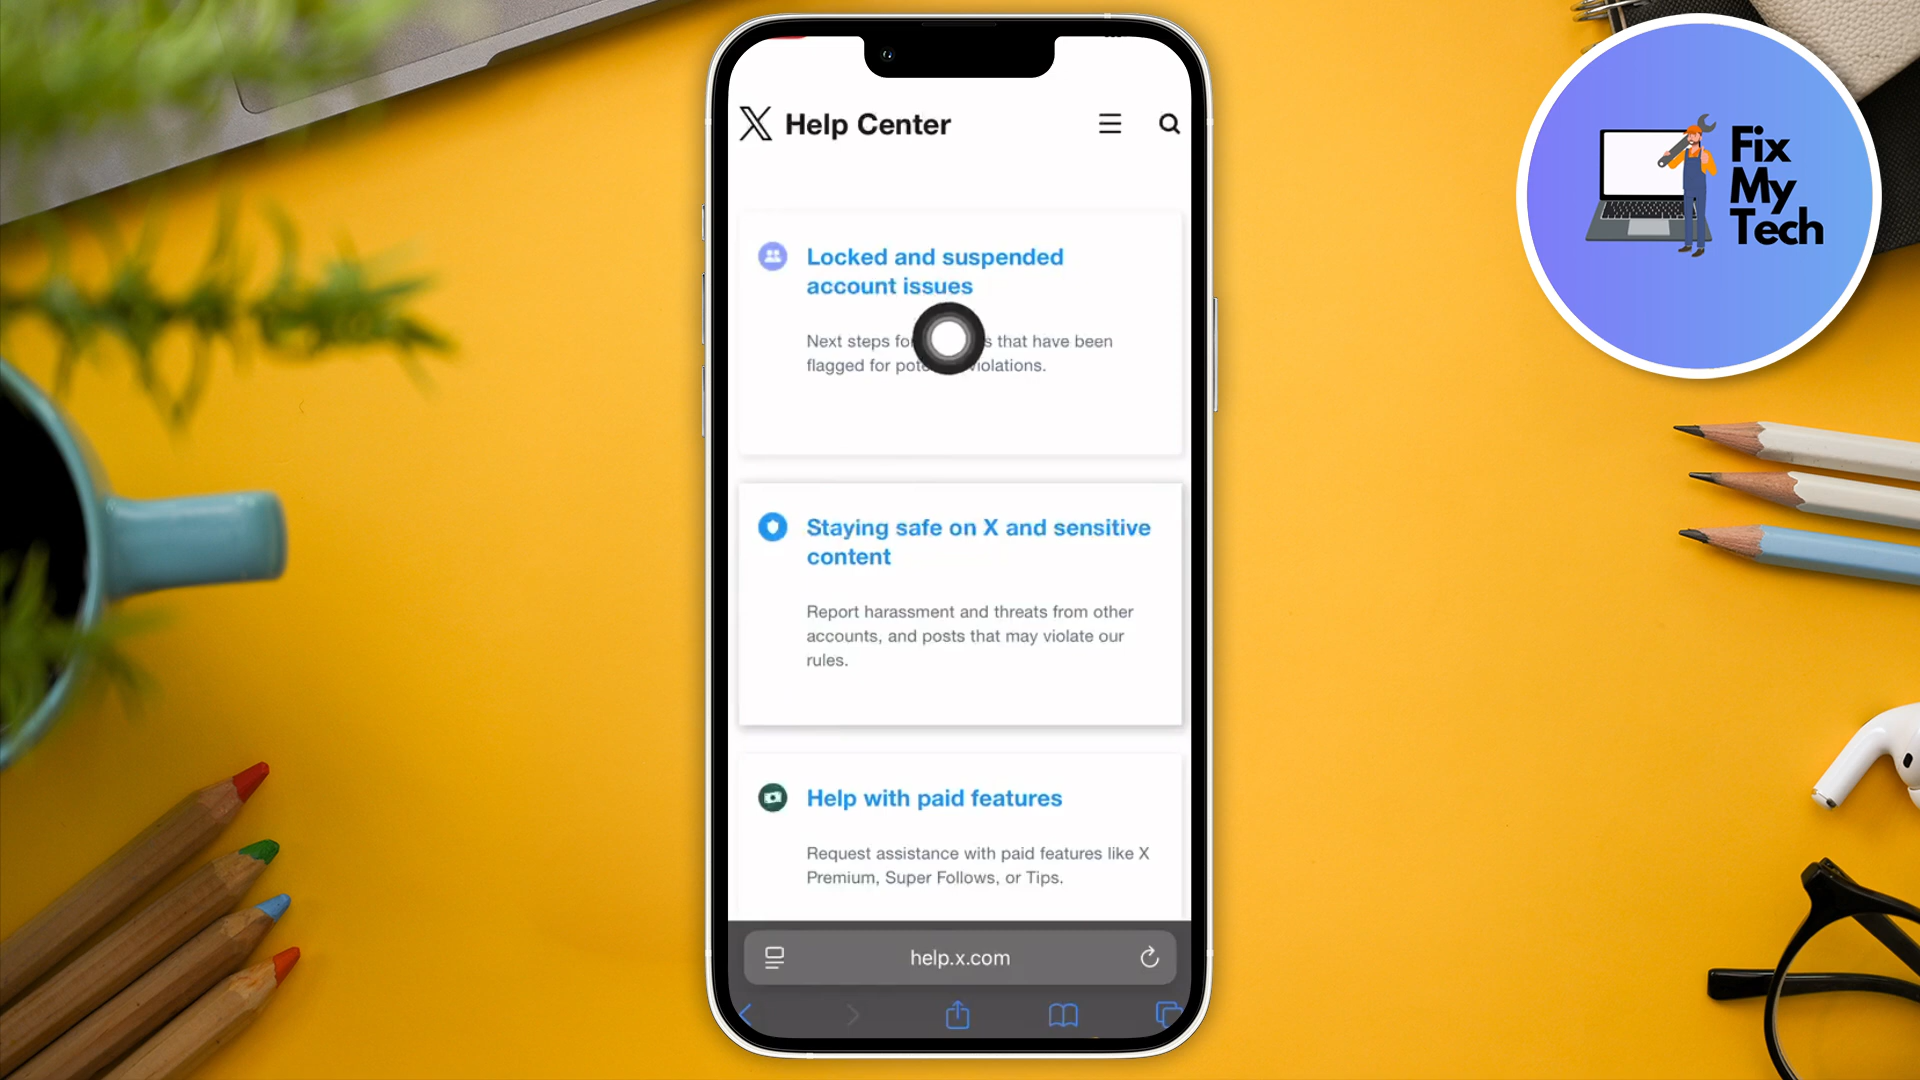 Help Center
Fix
My
Tech
Locked and suspended
account issues
Next steps for that have been
flagged for violations.
Staying safe on X and sensitive
content
Report harassment and threats from other
accounts, and posts that may violate our
rules.
Help with paid features
Request assistance with paid features like X
Premium, Super Follows, or Tips.
help.x.com